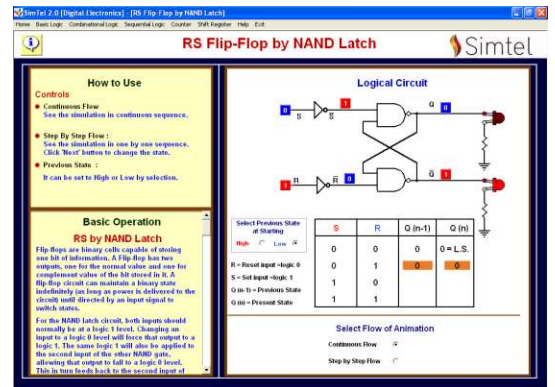 SimTel 2.0 [Digital Electronics] - [RS Flip-Flop by NAND Latch]
Home Basic Logic Combinational Logic Sequential Logic Counter Shift Register Help Exit
RS Flip-Flop by NAND Latch
Simtel
How to Use
Controls
Continuous Flow
See the simulation in continuous sequence.
Step By Step Flow :
See the simulation in one by one sequence.
Click 'Next' button to change the state.
Previous State :
It can be set to High or Low by selection.
Basic Operation
RS by NAND Latch
Flip-flops are binary cells capable of storing
one bit of information. A Flip-flop has two
outputs, one for the normal value and one for
complement value of the bit stored in it. A
flip-flop circuit can maintain a binary state
indefinitely (as long as power is delivered to the
circuit) until directed by an input signal to
switch states.
For the NAND latch circuit, both inputs should
normally be at a logic 1 level. Changing an
input to a logic 0 level will force that output to a
logic 1. The same logic 1 will also be applied to
the second input of the other NAND gate,
allowing that output to fall to a logic 0 level.
This in turn feeds back to the second input of
Logical Circuit
0 S 1 S̅ Q 0
1 R R̅ 0 Q̅ 1
Select Previous State
at Starting
High Low
R = Reset input =logic 0
S = Set input =logic 1
Q (n-1) = Previous State
Q (n) = Present State
S R Q (n-1) Q (n)
0 0 0 0 = L.S.
0 1 0 0
1 0
1 1
Select Flow of Animation
Continuous Flow
Step by Step Flow